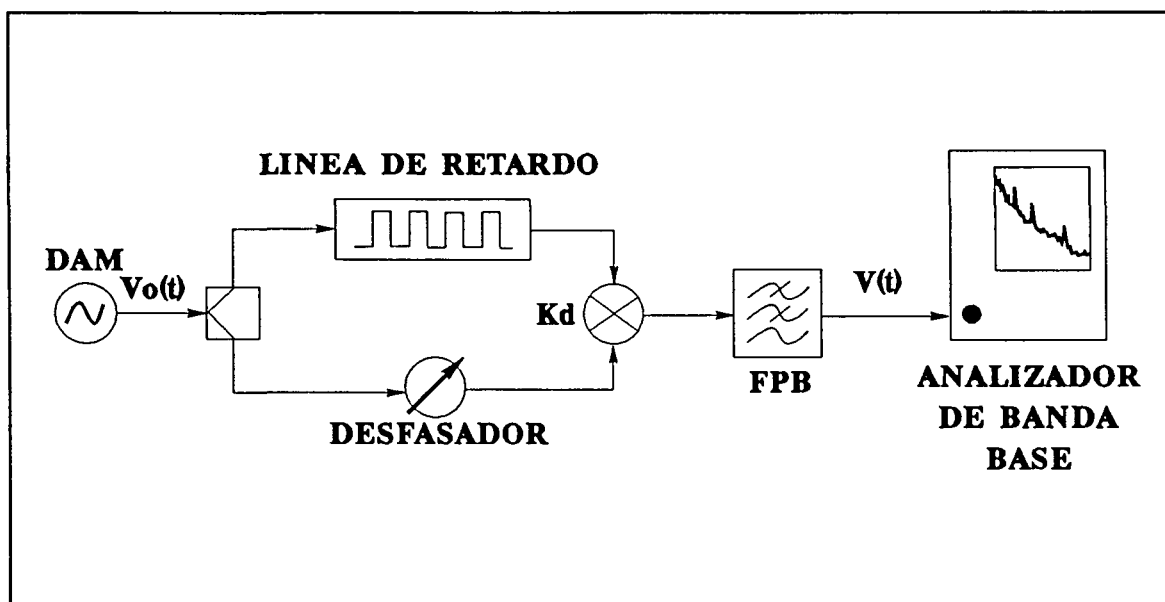 LINEA DE RETARDO
DAM
Vo(t)
Kd
V(t)
FPB
DESFASADOR
ANALIZADOR
DE BANDA
BASE